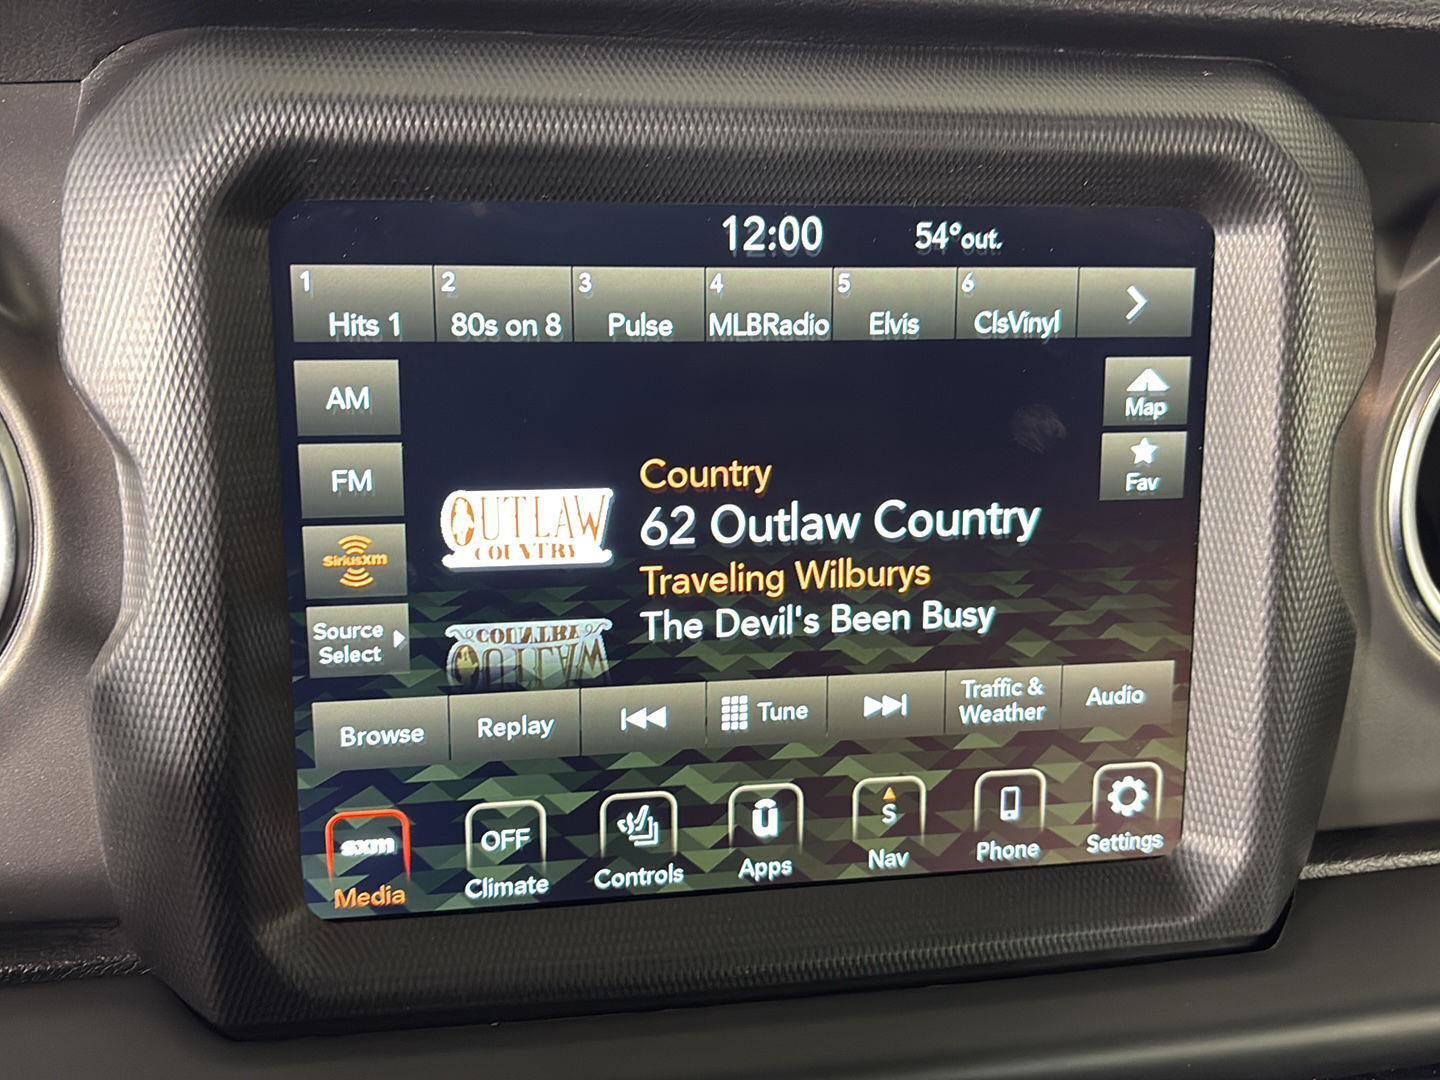 12:00 54°out.
1 2 3 4 5 6
Hits 1 80s on 8 Pulse MLBRadio Elvis ClsVinyl
AM
Map
FM
Fav
Country
OUTLAW
COUNTRY
62 Outlaw Country
SiriusXm
Traveling Wilburys
The Devil's Been Busy
Source
Select
Browse Replay Tune Traffic &
Weather Audio
sxm OFF ū S
Media Climate Controls Apps Nav Phone Settings